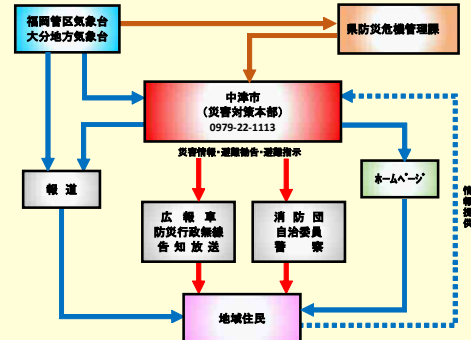 福岡管区気象台
大分地方気象台
県防災危機管理課
中津市
(災害対策本部)
0979-22-1113
災害情報・避難勧告・避難指示
報道
ホームページ
情報提供
広報車
防災行政無線
告知放送
消防団
自治委員
警察
地域住民